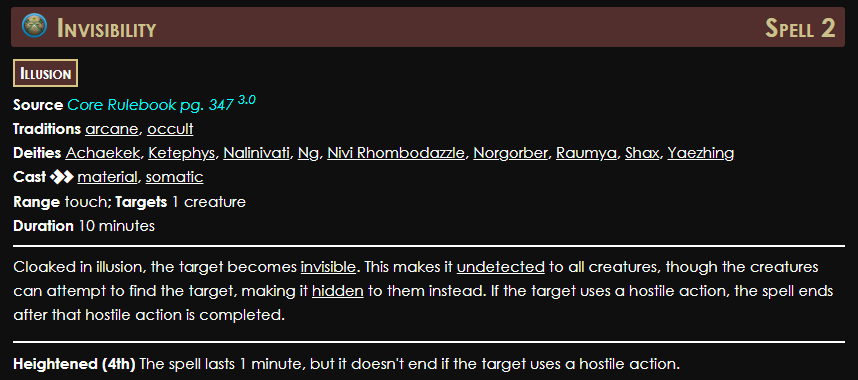 Invisibility Spell 2
Illusion
Source Core Rulebook pg. 347 3.0
Traditions arcane, occult
Deities Achaekek, Ketephys, Nalinivati, Ng, Nivi Rhombodazzle, Norgorber, Raumya, Shax, Yaezhing
Cast material, somatic
Range touch; Targets 1 creature
Duration 10 minutes
Cloaked in illusion, the target becomes invisible. This makes it undetected to all creatures, though the creatures
can attempt to find the target, making it hidden to them instead. If the target uses a hostile action, the spell ends
after that hostile action is completed.
Heightened (4th) The spell lasts 1 minute, but it doesn't end if the target uses a hostile action.